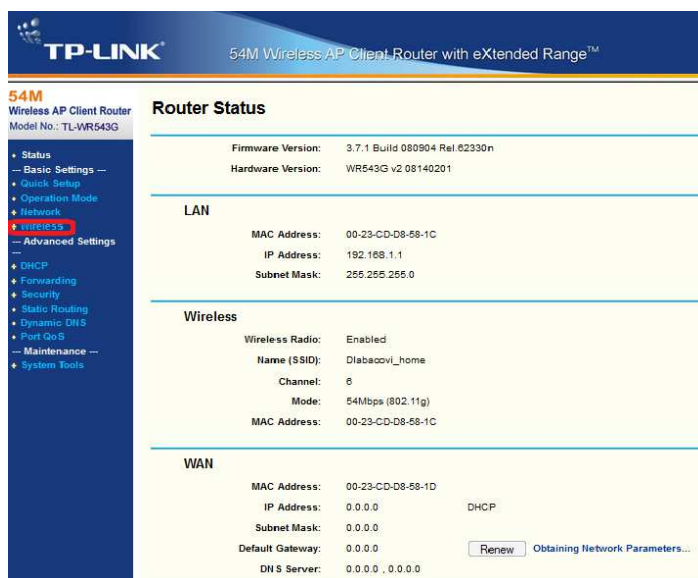 TP-LINK®
54M Wireless AP Client Router with eXtended Range™
54M
Wireless AP Client Router
Model No.: TL-WR543G
Status
--- Basic Settings ---
Quick Setup
Operation Mode
Network
Wireless
--- Advanced Settings
---
DHCP
Forwarding
Security
Static Routing
Dynamic DNS
Port QoS
--- Maintenance ---
System Tools
Router Status
Firmware Version: 3.7.1 Build 080904 Rel.62330n
Hardware Version: WR543G v2 08140201
LAN
MAC Address: 00-23-CD-D8-58-1C
IP Address: 192.168.1.1
Subnet Mask: 255.255.255.0
Wireless
Wireless Radio: Enabled
Name (SSID): Dlabacovi_home
Channel: 6
Mode: 54Mbps (802.11g)
MAC Address: 00-23-CD-D8-58-1C
WAN
MAC Address: 00-23-CD-D8-58-1D
IP Address: 0.0.0.0 DHCP
Subnet Mask: 0.0.0.0
Default Gateway: 0.0.0.0 Renew Obtaining Network Parameters...
DNS Server: 0.0.0.0 , 0.0.0.0